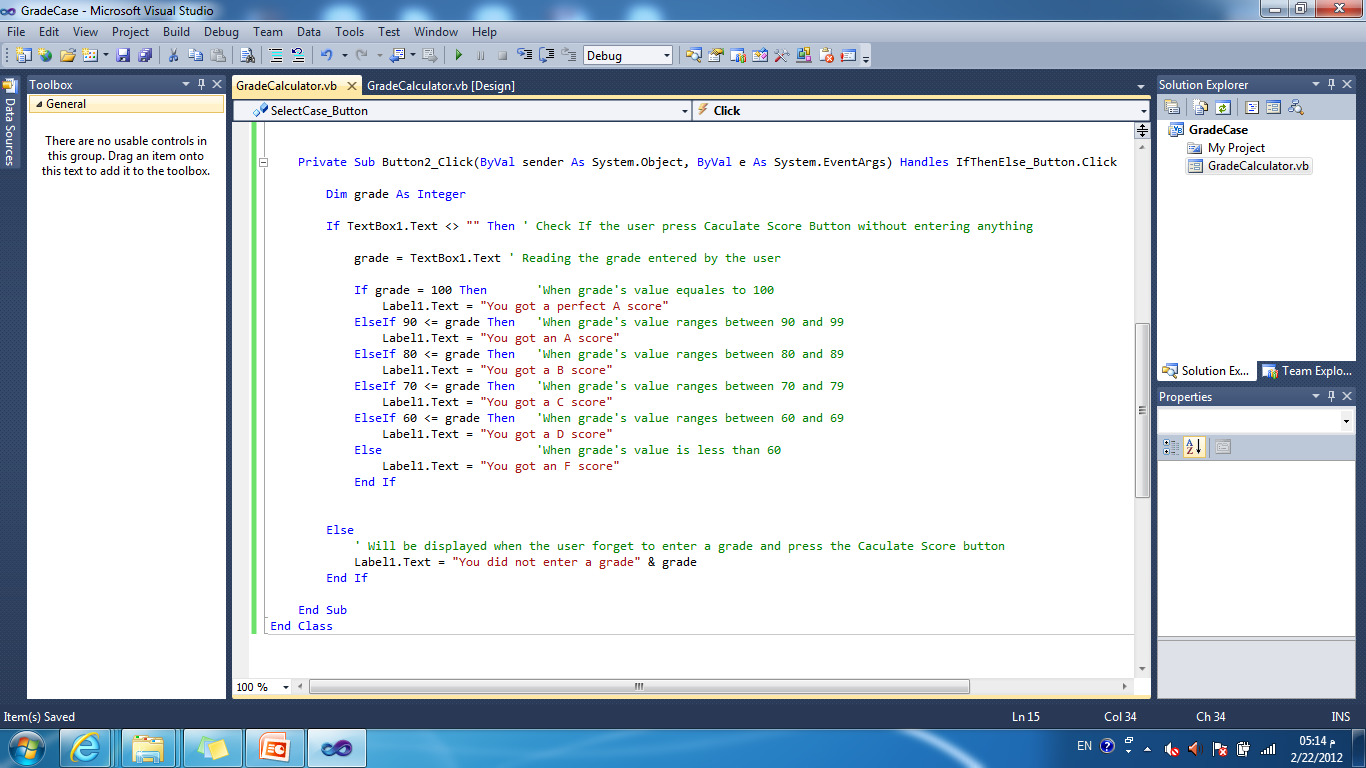 GradeCase - Microsoft Visual Studio
File Edit View Project Build Debug Team Data Tools Test Window Help
Debug
Data Sources
Toolbox
General
There are no usable controls in
this group. Drag an item onto
this text to add it to the toolbox.
GradeCalculator.vb GradeCalculator.vb [Design]
SelectCase_Button Click
Private Sub Button2_Click(ByVal sender As System.Object, ByVal e As System.EventArgs) Handles IfThenElse_Button.Click
Dim grade As Integer
If TextBox1.Text <> "" Then ' Check If the user press Caculate Score Button without entering anything
grade = TextBox1.Text ' Reading the grade entered by the user
If grade = 100 Then 'When grade's value equales to 100
Label1.Text = "You got a perfect A score"
ElseIf 90 <= grade Then 'When grade's value ranges between 90 and 99
Label1.Text = "You got an A score"
ElseIf 80 <= grade Then 'When grade's value ranges between 80 and 89
Label1.Text = "You got a B score"
ElseIf 70 <= grade Then 'When grade's value ranges between 70 and 79
Label1.Text = "You got a C score"
ElseIf 60 <= grade Then 'When grade's value ranges between 60 and 69
Label1.Text = "You got a D score"
Else 'When grade's value is less than 60
Label1.Text = "You got an F score"
End If
Else
' Will be displayed when the user forget to enter a grade and press the Caculate Score button
Label1.Text = "You did not enter a grade" & grade
End If
End Sub
End Class
100 %
Solution Explorer
GradeCase
My Project
GradeCalculator.vb
Solution Ex... Team Explo...
Properties
Item(s) Saved Ln 15 Col 34 Ch 34 INS
EN
05:14 م
2/22/2012